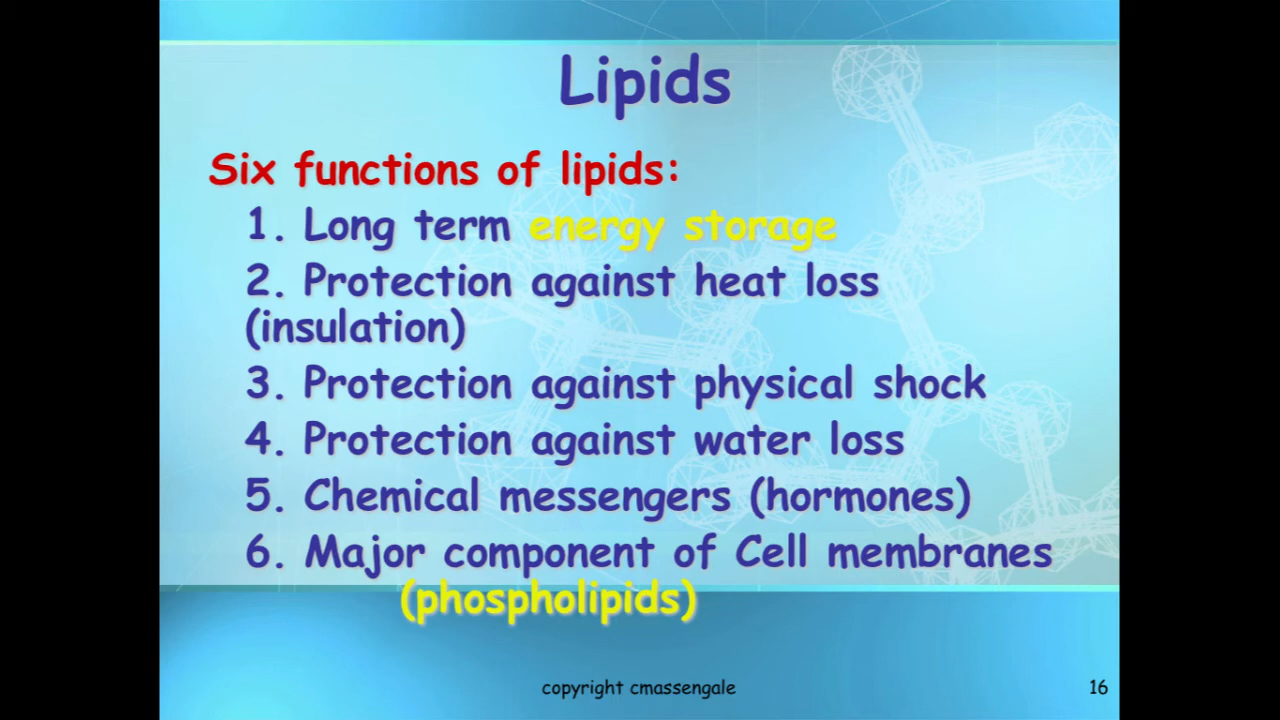 Lipids
Six functions of lipids:
1. Long term energy storage
2. Protection against heat loss
(insulation)
3. Protection against physical shock
4. Protection against water loss
5. Chemical messengers (hormones)
6. Major component of Cell membranes
(phospholipids)
copyright cmassengale
16